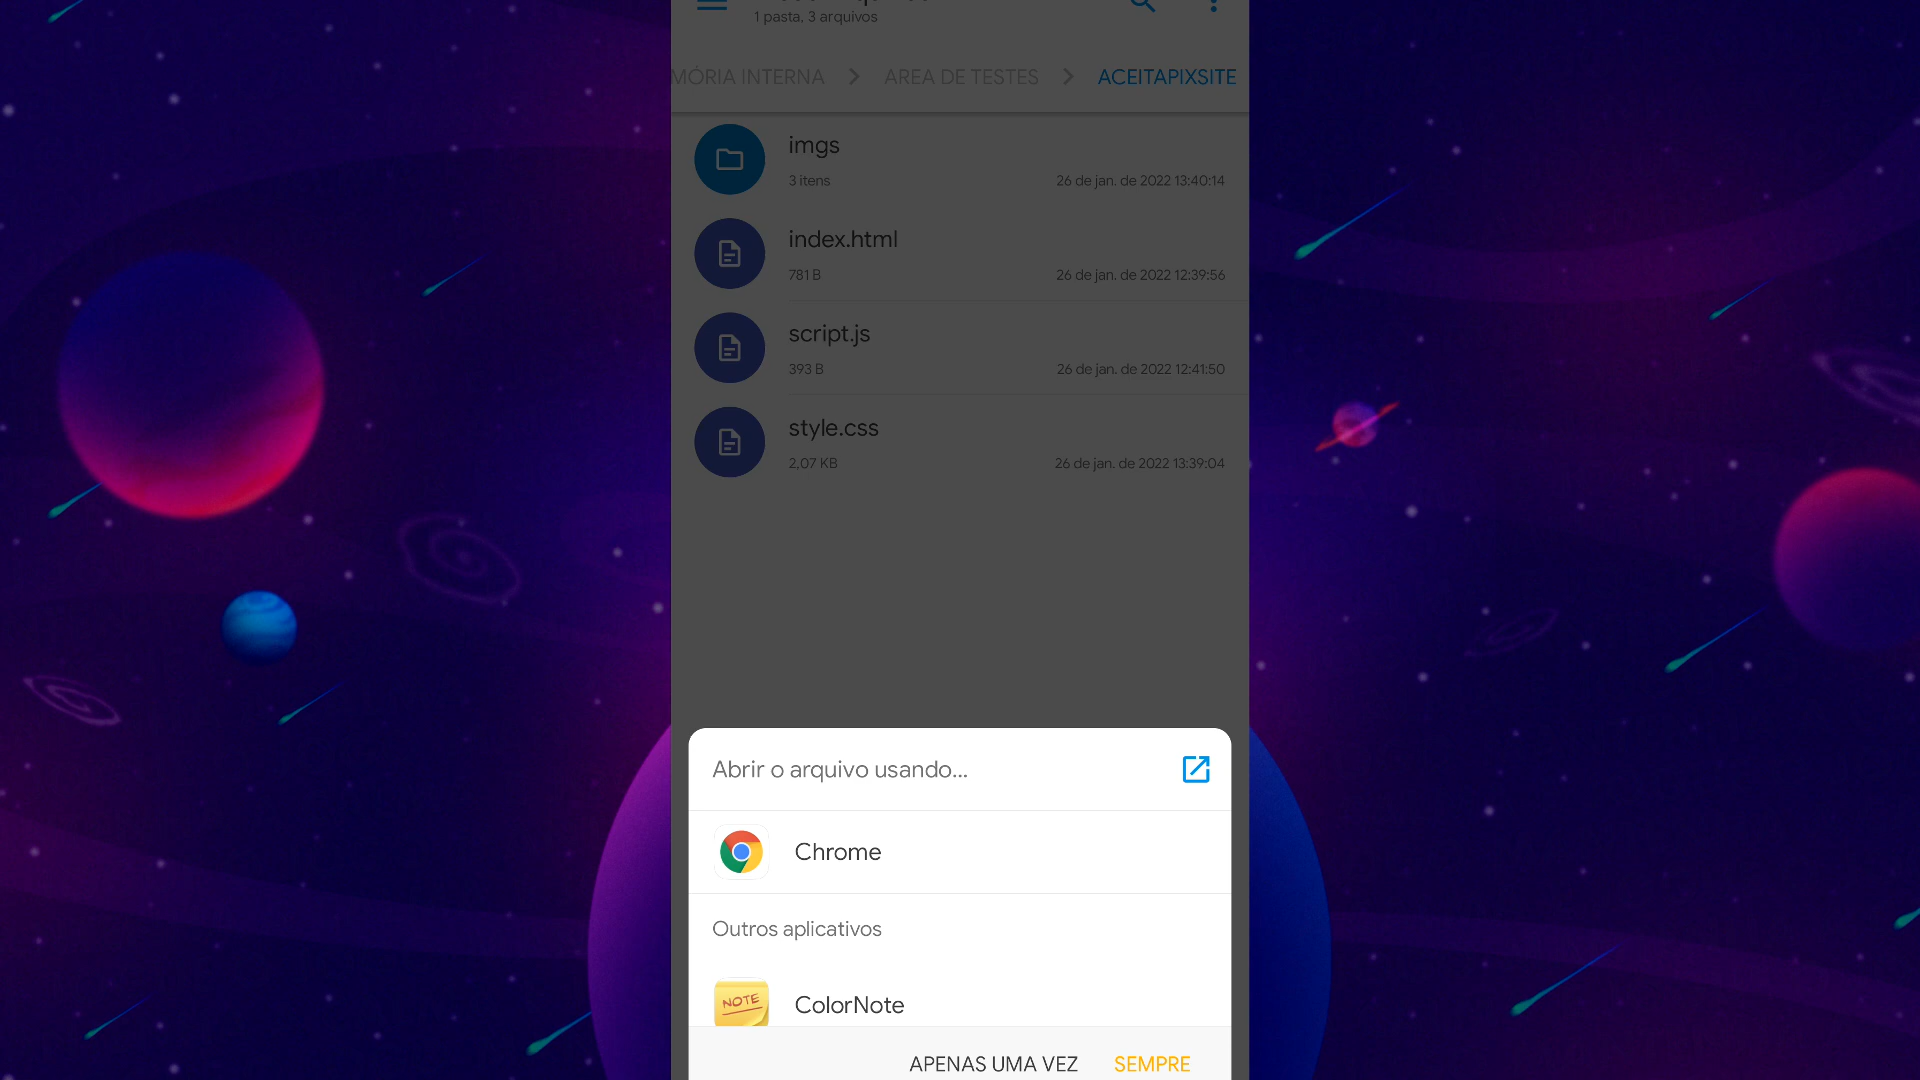 1 pasta, 3 arquivos
MÓRIA INTERNA > AREA DE TESTES > ACEITAPIXSITE
imgs
3 itens 26 de jan. de 2022 13:40:14
index.html
781 B 26 de jan. de 2022 12:39:56
script.js
393 B 26 de jan. de 2022 12:41:50
style.css
2,07 KB 26 de jan. de 2022 13:39:04
Abrir o arquivo usando...
Chrome
Outros aplicativos
NOTE
ColorNote
APENAS UMA VEZ SEMPRE